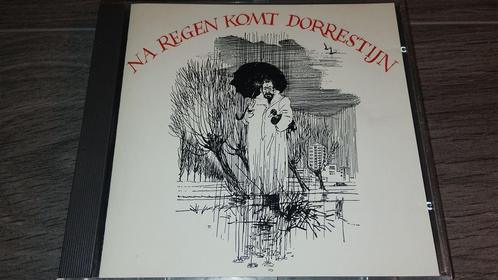 NA REGEN KOMT DORRESTIJN